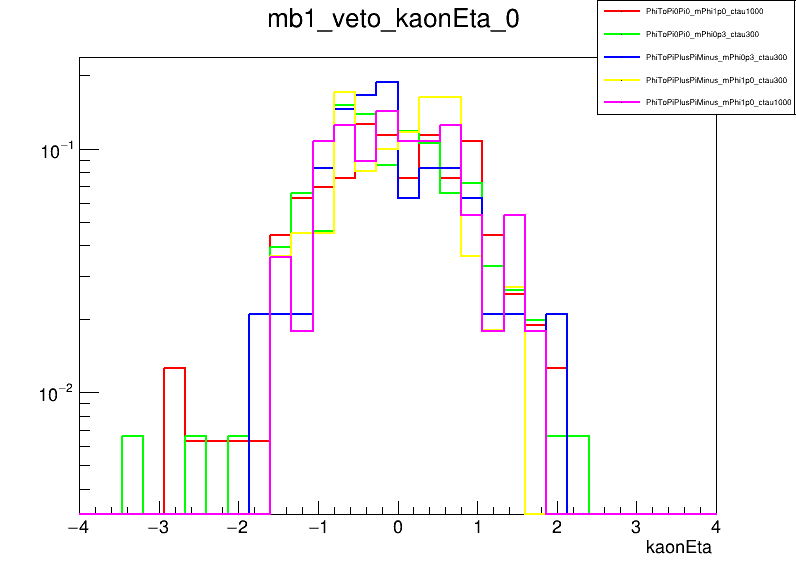 mb1_veto_kaonEta_0
PhiToPi0Pi0_mPhi1p0_ctau1000
PhiToPi0Pi0_mPhi0p3_ctau300
PhiToPiPlusPiMinus_mPhi0p3_ctau300
PhiToPiPlusPiMinus_mPhi1p0_ctau300
PhiToPiPlusPiMinus_mPhi1p0_ctau1000
10−1
10−2
−4 −3 −2 −1 0 1 2 3 4
kaonEta